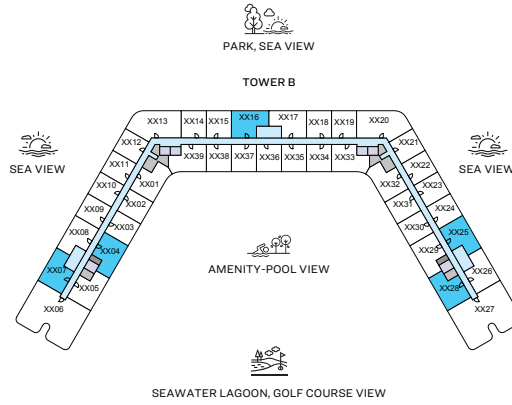 PARK, SEA VIEW
TOWER B
XX13
XX14
XX15
XX16
XX17
XX18
XX19
XX20
XX12
XX39
XX38
XX37
XX36
XX35
XX34
XX33
XX21
SEA VIEW
XX11
XX01
XX32
XX22
SEA VIEW
XX10
XX02
XX31
XX23
XX09
XX03
XX30
XX24
XX08
XX04
XX29
XX25
XX07
XX05
AMENITY-POOL VIEW
XX28
XX26
XX06
XX27
SEAWATER LAGOON, GOLF COURSE VIEW